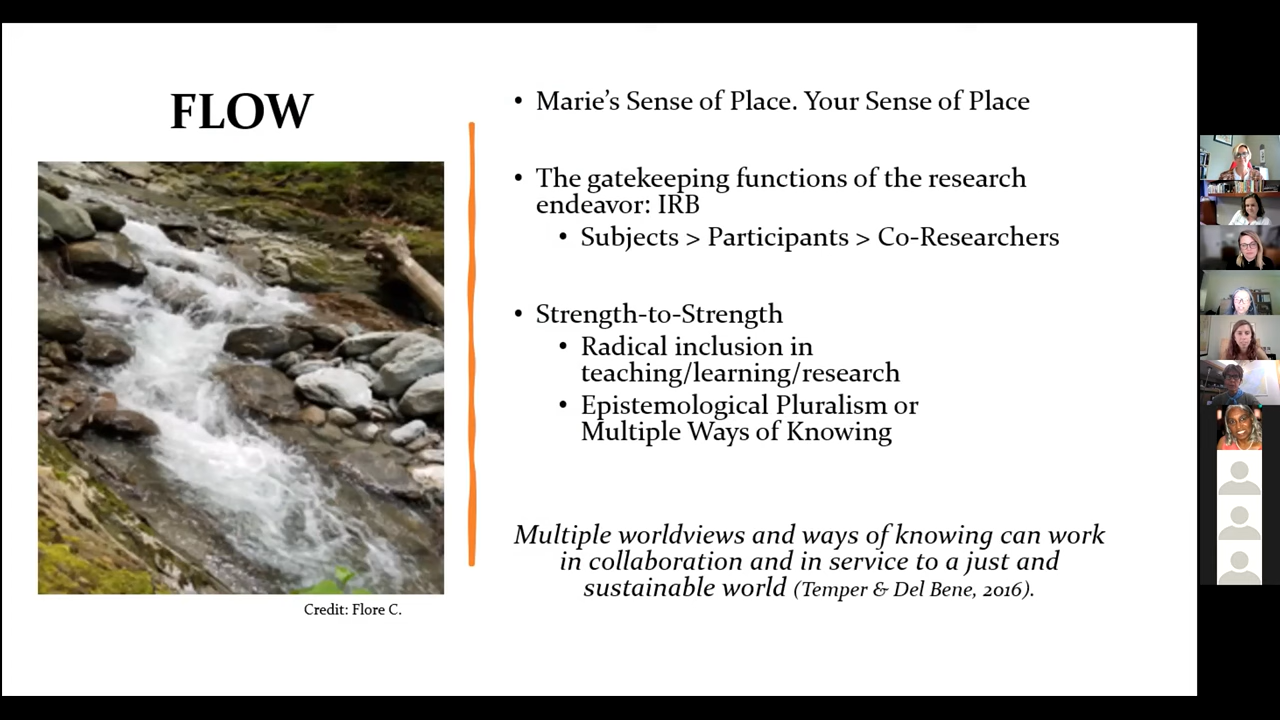 FLOW
Credit: Flore C.
• Marie’s Sense of Place. Your Sense of Place
• The gatekeeping functions of the research
endeavor: IRB
• Subjects > Participants > Co-Researchers
• Strength-to-Strength
• Radical inclusion in
teaching/learning/research
• Epistemological Pluralism or
Multiple Ways of Knowing
Multiple worldviews and ways of knowing can work
in collaboration and in service to a just and
sustainable world (Temper & Del Bene, 2016).